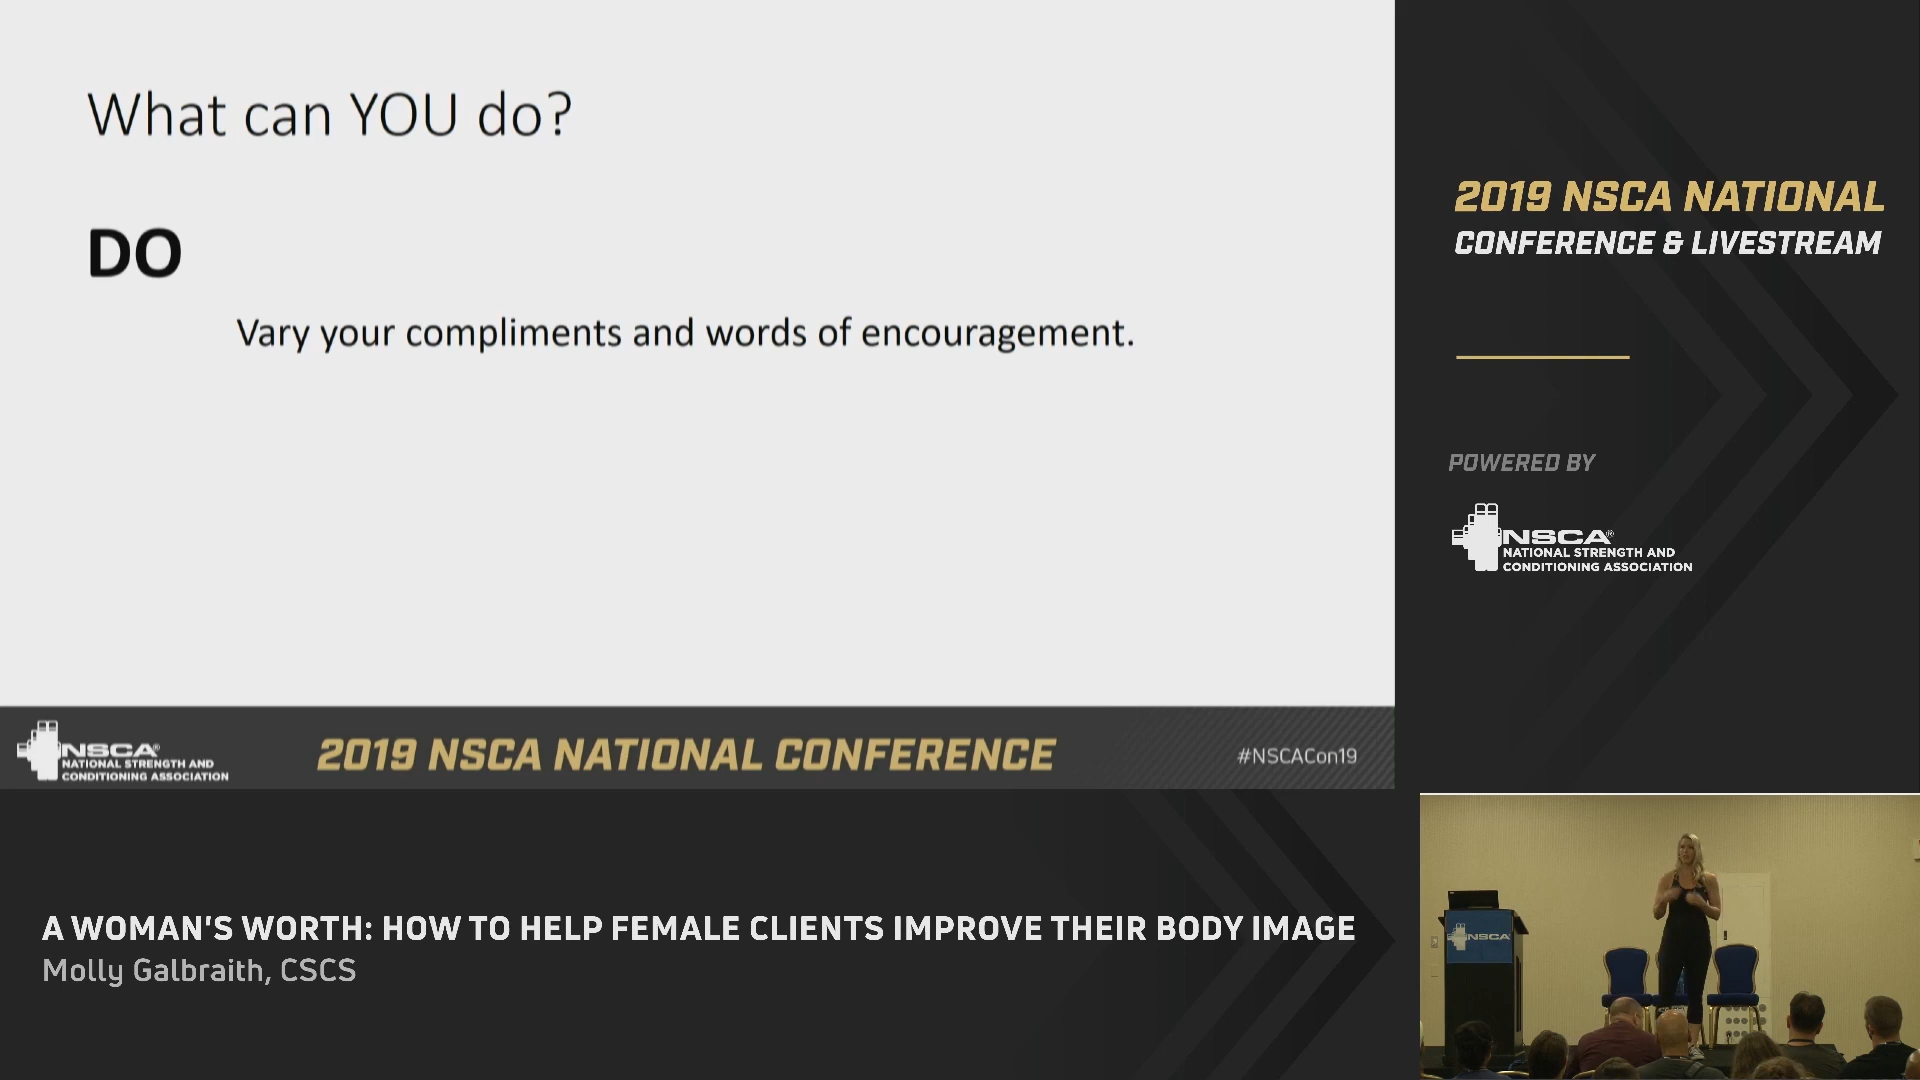 What can YOU do?
DO
Vary your compliments and words of encouragement.
NSCA®
NATIONAL STRENGTH AND
CONDITIONING ASSOCIATION
2019 NSCA NATIONAL CONFERENCE
#NSCACon19
2019 NSCA NATIONAL
CONFERENCE & LIVESTREAM
POWERED BY
NSCA®
NATIONAL STRENGTH AND
CONDITIONING ASSOCIATION
A WOMAN'S WORTH: HOW TO HELP FEMALE CLIENTS IMPROVE THEIR BODY IMAGE
Molly Galbraith, CSCS
NSCA